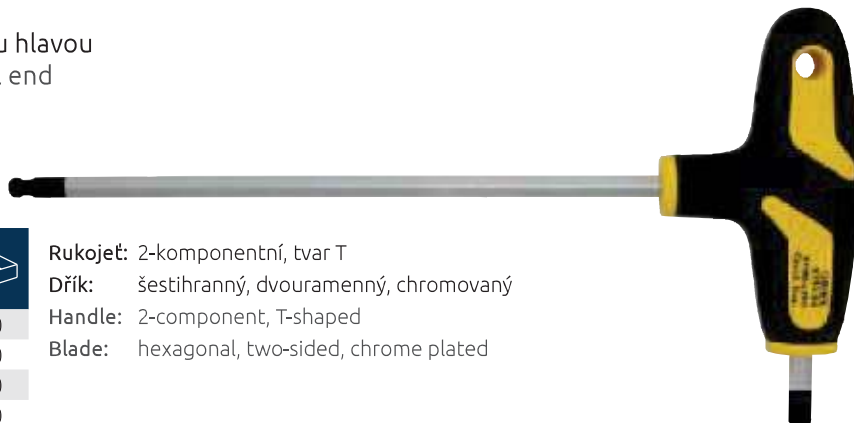 u hlavou
end
Rukojeť: 2-komponentní, tvar T
Dřík: šestihranný, dvouramenný, chromovaný
Handle: 2-component, T-shaped
Blade: hexagonal, two-sided, chrome plated